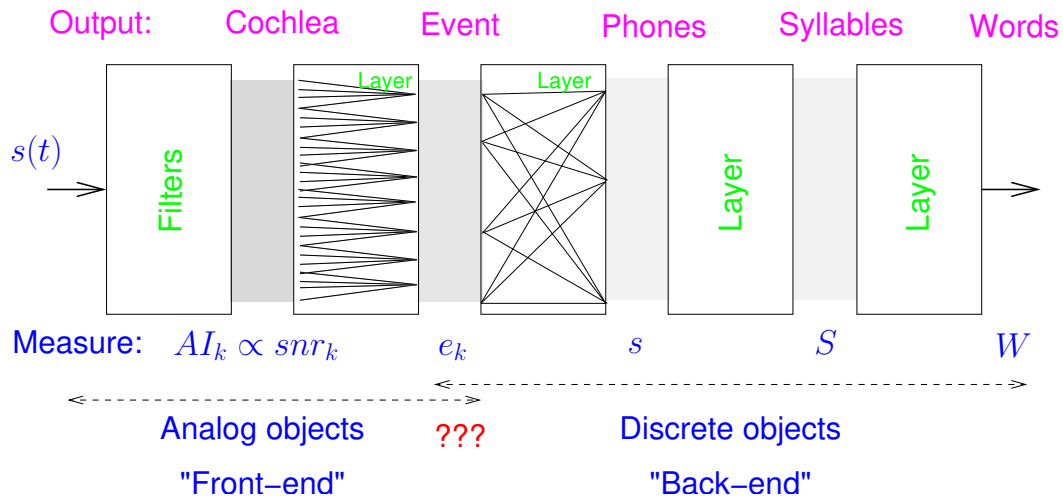 Output: Cochlea Event Phones Syllables Words
Layer Layer
s(t)
Filters
Layer
Layer
Measure: AI_k ∝ snr_k e_k s S W
Analog objects ??? Discrete objects
"Front−end" "Back−end"